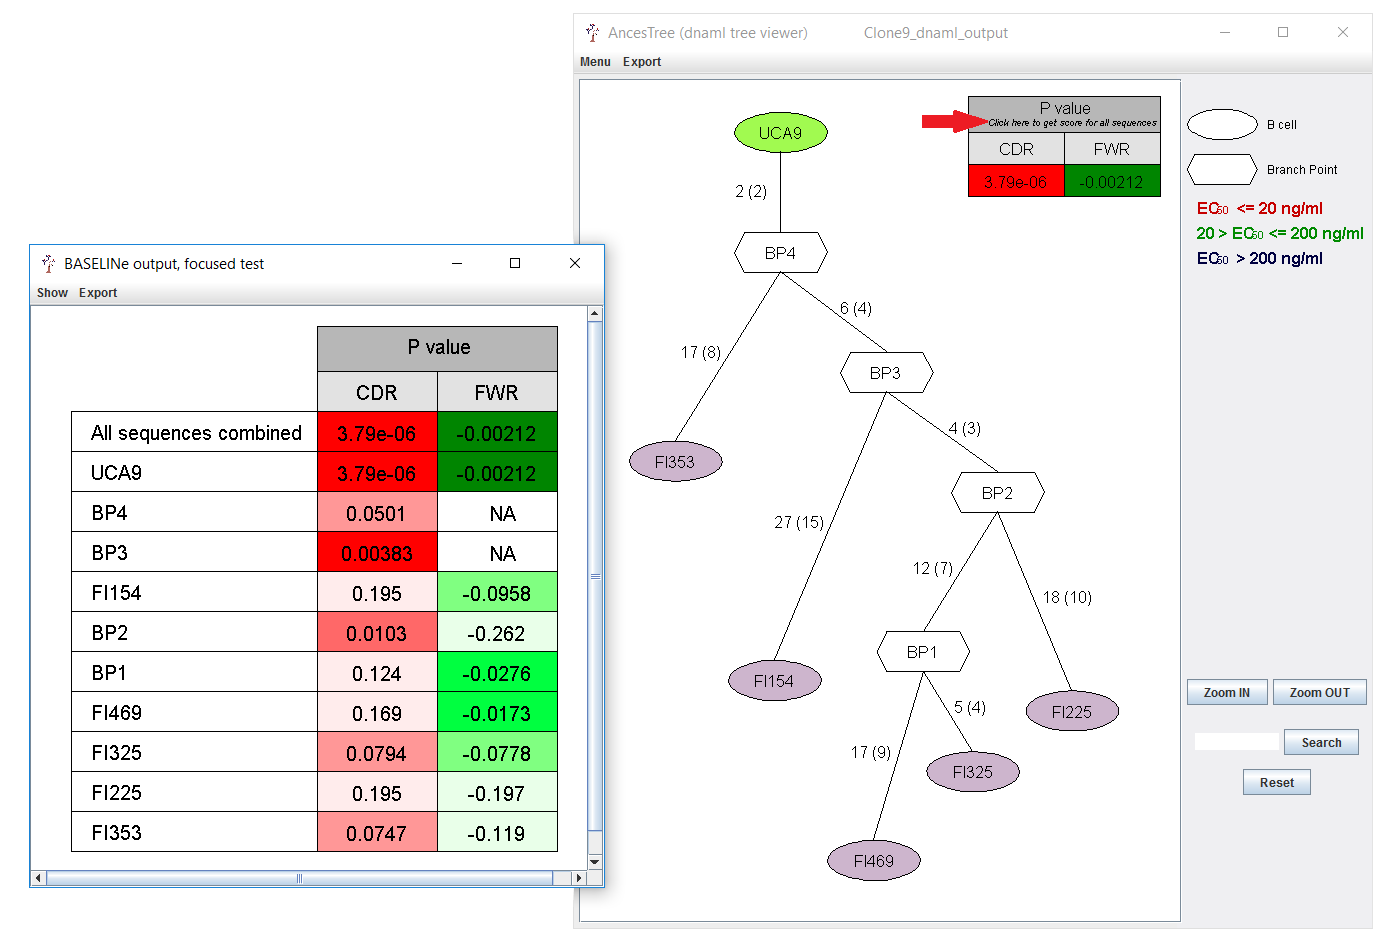 AncesTree (dnaml tree viewer) Clone9_dnaml_output
Menu Export
P value
Click here to get score for all sequences
CDR FWR
3.79e-06 -0.00212
UCA9
2 (2)
BP4
6 (4)
17 (8)
BP3
4 (3)
FI353
BP2
27 (15)
12 (7)
18 (10)
BP1
FI154
5 (4)
FI225
17 (9)
FI325
FI469
B cell
Branch Point
EC50 <= 20 ng/ml
20 > EC50 <= 200 ng/ml
EC50 > 200 ng/ml
Zoom IN Zoom OUT
Search
Reset
BASELINe output, focused test
Show Export
P value
CDR FWR
All sequences combined 3.79e-06 -0.00212
UCA9 3.79e-06 -0.00212
BP4 0.0501 NA
BP3 0.00383 NA
FI154 0.195 -0.0958
BP2 0.0103 -0.262
BP1 0.124 -0.0276
FI469 0.169 -0.0173
FI325 0.0794 -0.0778
FI225 0.195 -0.197
FI353 0.0747 -0.119